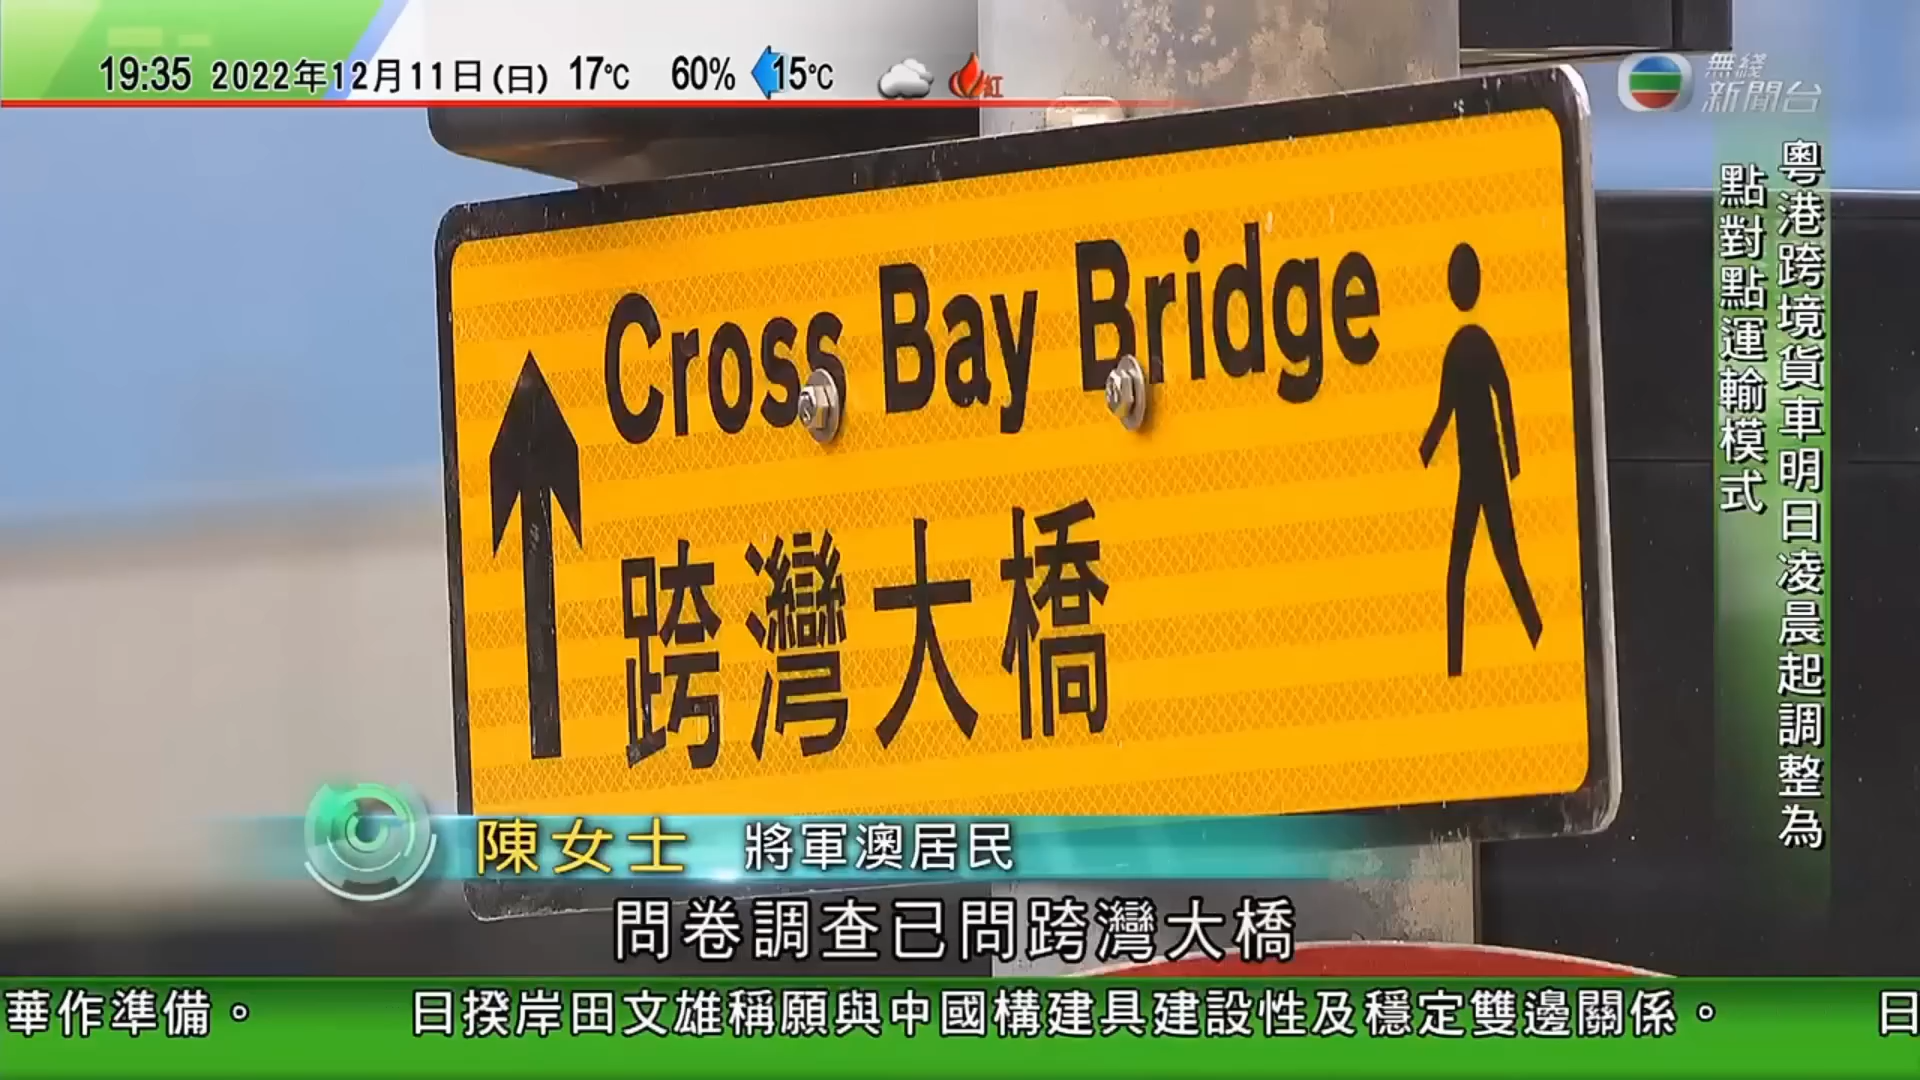 19:35 2022年12月11日(日) 17℃ 60% 15℃
紅
無綫
新聞台
粵港跨境貨車明日凌晨起調整為
點對點運輸模式
Cross Bay Bridge
跨灣大橋
陳女士 將軍澳居民
問卷調查已問跨灣大橋
華作準備。 日揆岸田文雄稱願與中國構建具建設性及穩定雙邊關係。 日